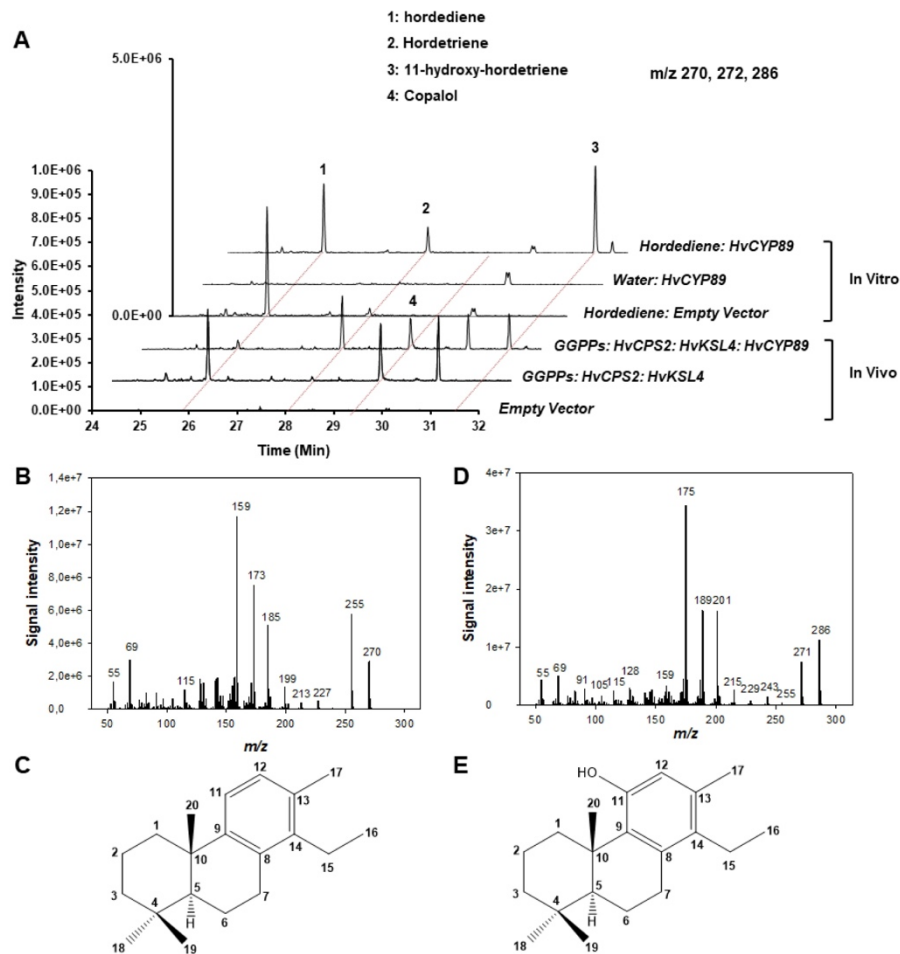 A
1: hordediene
2. Hordetriene
3: 11-hydroxy-hordetriene
4: Copalol
m/z 270, 272, 286
5.0E+06
0.0E+00
1.0E+06
9.0E+05
8.0E+05
7.0E+05
6.0E+05
5.0E+05
4.0E+05
3.0E+05
2.0E+05
1.0E+05
0.0E+00
Intensity
24 25 26 27 28 29 30 31 32
Time (Min)
1
2
3
4
Hordediene: HvCYP89
Water: HvCYP89
Hordediene: Empty Vector
In Vitro
GGPPs: HvCPS2: HvKSL4: HvCYP89
GGPPs: HvCPS2: HvKSL4
Empty Vector
In Vivo
B
Signal intensity
1,4e+7
1,2e+7
1,0e+7
8,0e+6
6,0e+6
4,0e+6
2,0e+6
0,0
55 69 115 159 173 185 199 213 227 255 270
50 100 150 200 250 300
m/z
D
Signal intensity
4e+7
3e+7
2e+7
1e+7
0
55 69 91 105 115 128 159 175 189 201 215 229 243 255 271 286
50 100 150 200 250 300
m/z
C
1
2
3
4
5
6
7
8
9
10
11
12
13
14
15
16
17
18
19
20
H
E
HO
1
2
3
4
5
6
7
8
9
10
11
12
13
14
15
16
17
18
19
20
H